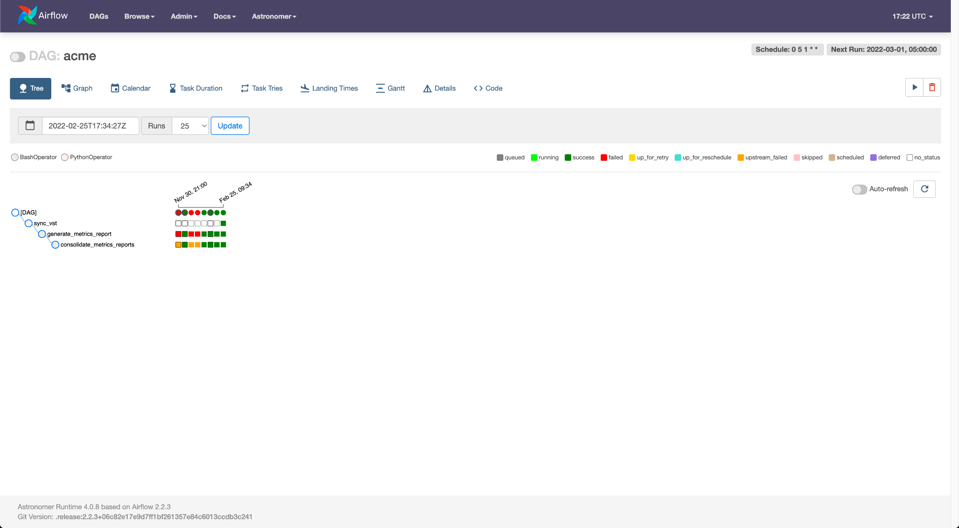 Airflow DAGs Browse Admin Docs Astronomer 17:22 UTC
DAG: acme Schedule: 0 5 1 * * Next Run: 2022-03-01, 05:00:00
Tree Graph Calendar Task Duration Task Tries Landing Times Gantt Details <> Code
2022-02-25T17:34:27Z Runs 25 Update
BashOperator PythonOperator queued running success failed up_for_retry up_for_reschedule upstream_failed skipped scheduled deferred no_status
Auto-refresh
Nov 30, 21:00 Feb 25, 09:34
[DAG]
sync_vst
generate_metrics_report
consolidate_metrics_reports
Astronomer Runtime 4.0.8 based on Airflow 2.2.3
Git Version: .release:2.2.3+06c82e17e9d7ff1bf261357e84c6013ccdb3c241